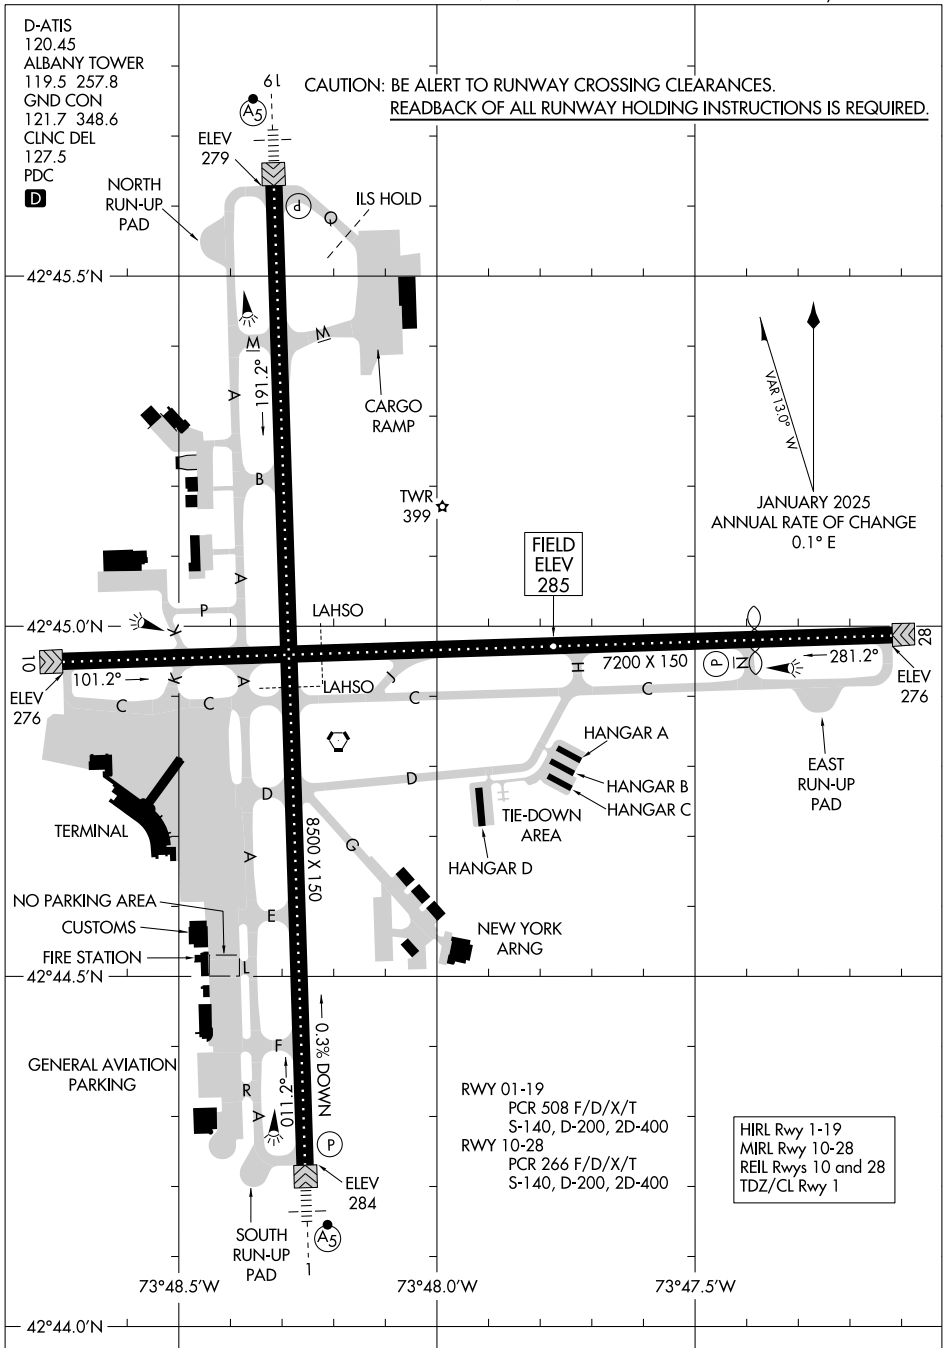 D-ATIS
120.45
ALBANY TOWER
119.5 257.8
GND CON
121.7 348.6
CLNC DEL
127.5
PDC
D
19
A5
CAUTION: BE ALERT TO RUNWAY CROSSING CLEARANCES.
READBACK OF ALL RUNWAY HOLDING INSTRUCTIONS IS REQUIRED.
ELEV
279
NORTH
RUN-UP
PAD
P
Q
ILS HOLD
42°45.5'N
M
M
A
191.2°
CARGO
RAMP
VAR 13.0° W
JANUARY 2025
ANNUAL RATE OF CHANGE
0.1° E
B
TWR
399
FIELD
ELEV
285
A
P
LAHSO
42°45.0'N
K
10
28
ELEV
276
101.2°
K
A
LAHSO
J
H
7200 X 150
P
N
281.2°
ELEV
276
C
C
C
C
HANGAR A
HANGAR B
HANGAR C
EAST
RUN-UP
PAD
D
D
TIE-DOWN
AREA
HANGAR D
TERMINAL
A
8500 X 150
G
NO PARKING AREA
CUSTOMS
FIRE STATION
E
L
NEW YORK
ARNG
42°44.5'N
F
0.3% DOWN
GENERAL AVIATION
PARKING
R
A
011.2°
P
ELEV
284
RWY 01-19
PCR 508 F/D/X/T
S-140, D-200, 2D-400
RWY 10-28
PCR 266 F/D/X/T
S-140, D-200, 2D-400
HIRL Rwy 1-19
MIRL Rwy 10-28
REIL Rwys 10 and 28
TDZ/CL Rwy 1
SOUTH
RUN-UP
PAD
A5
1
73°48.5'W
73°48.0'W
73°47.5'W
42°44.0'N